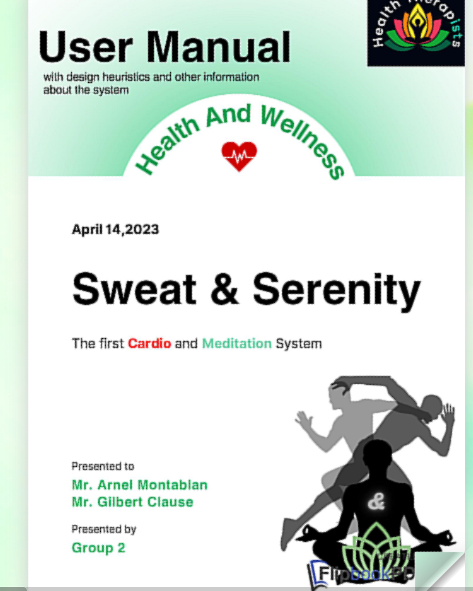 User Manual
with design heuristics and other information
about the system
Health Therapists
Health And Wellness
April 14,2023
Sweat & Serenity
The first Cardio and Meditation System
Presented to
Mr. Arnel Montablan
Mr. Gilbert Clause
Presented by
Group 2
&